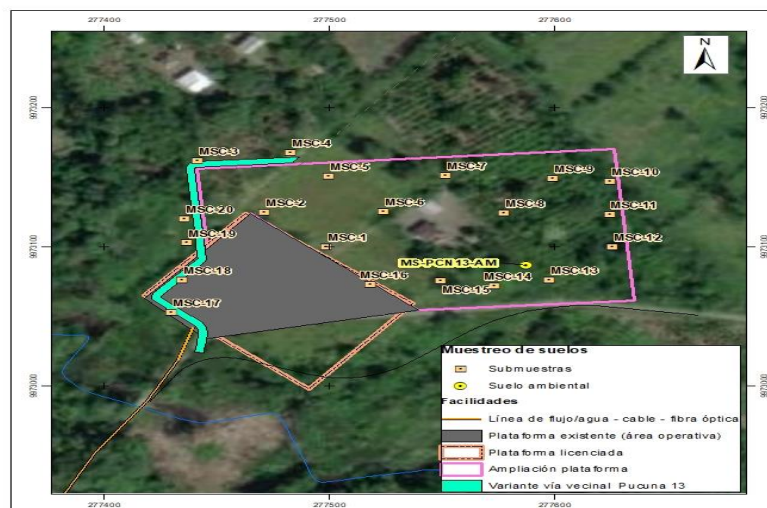 277400
277500
277600
N
9973200
9973200
MSC-4
MSC-3
MSC-5
MSC-7
MSC-9
MSC-10
MSC-20
MSC-2
MSC-6
MSC-8
MSC-11
MSC-19
MSC-1
MSC-12
9973100
9973100
MS-PCN13-AM
MSC-18
MSC-16
MSC-14
MSC-13
MSC-15
MSC-17
9973000
9973000
Muestreo de suelos
Submuestras
Suelo ambiental
Facilidades
Línea de flujo/agua - cable - fibra óptica
Plataforma existente (área operativa)
Plataforma licenciada
Ampliación plataforma
Variante vía vecinal Pucuna 13
277400
277500
277600